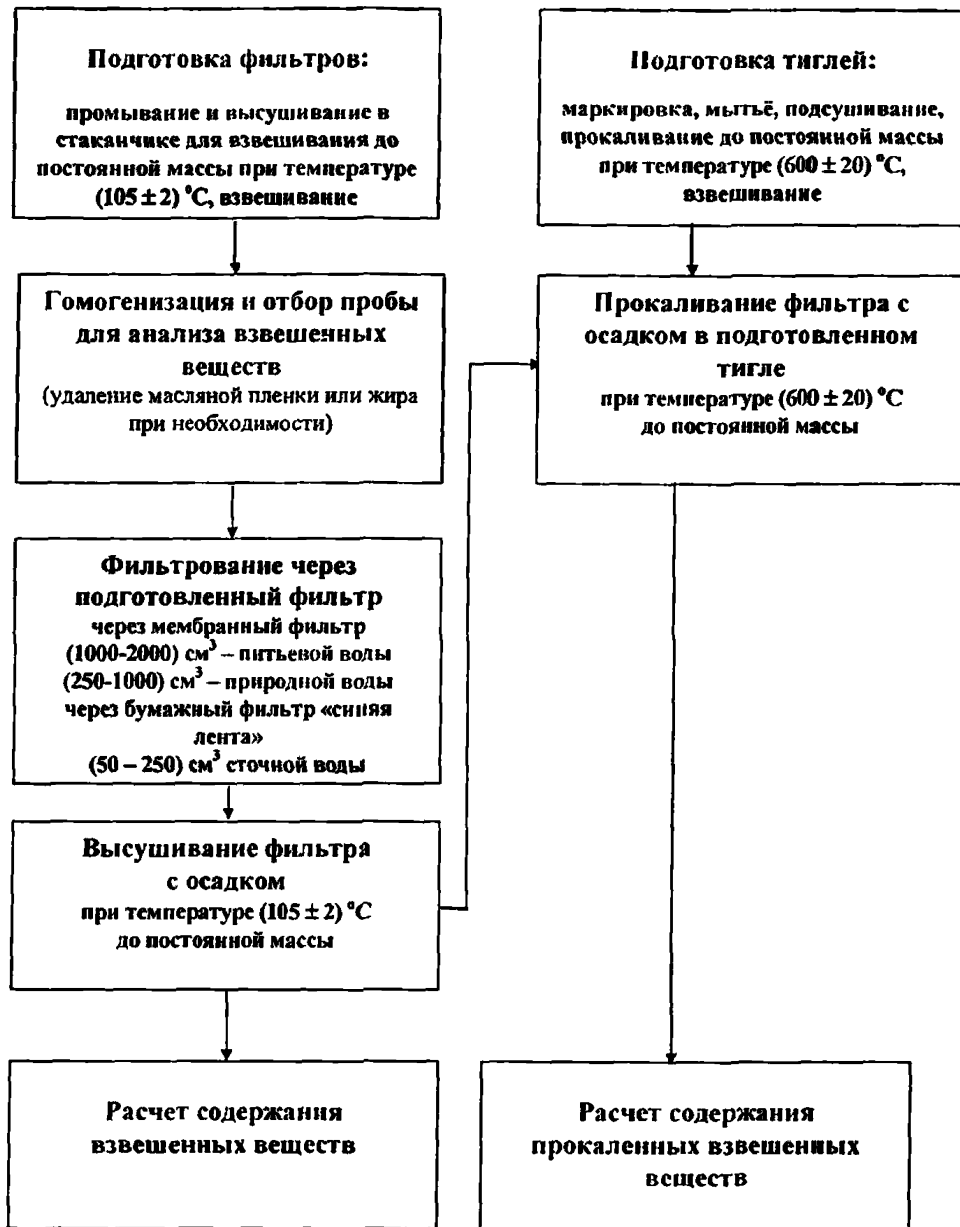 Подготовка фильтров:
промывание и высушивание в
стаканчике для взвешивания до
постоянной массы при температуре
(105 ± 2) °С, взвешивание
Гомогенизация и отбор пробы
для анализа взвешенных
веществ
(удаление масляной пленки или жира
при необходимости)
Фильтрование через
подготовленный фильтр
через мембранный фильтр
(1000-2000) см³ – питьевой воды
(250-1000) см³ – природной воды
через бумажный фильтр «синяя
лента»
(50 – 250) см³ сточной воды
Высушивание фильтра
с осадком
при температуре (105 ± 2) °С
до постоянной массы
Расчет содержания
взвешенных веществ
Подготовка тиглей:
маркировка, мытьё, подсушивание,
прокаливание до постоянной массы
при температуре (600 ± 20) °С,
взвешивание
Прокаливание фильтра с
осадком в подготовленном
тигле
при температуре (600 ± 20) °С
до постоянной массы
Расчет содержания
прокаленных взвешенных
веществ